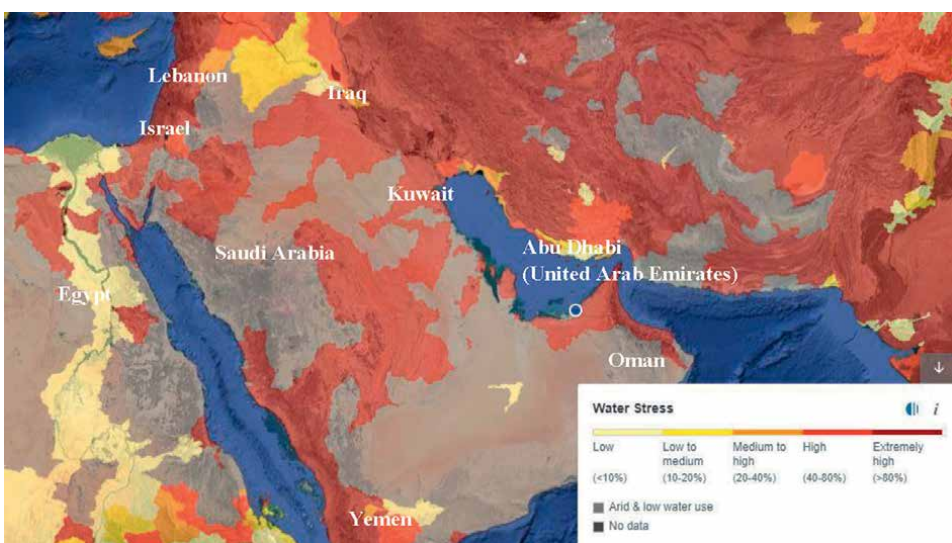 Lebanon
Iraq
Israel
Kuwait
Saudi Arabia
Abu Dhabi
(United Arab Emirates)
Egypt
Oman
Yemen
Water Stress
i
Low
Low to
medium
Medium to
high
High
Extremely
high
(<10%)
(10-20%)
(20-40%)
(40-80%)
(>80%)
Arid & low water use
No data